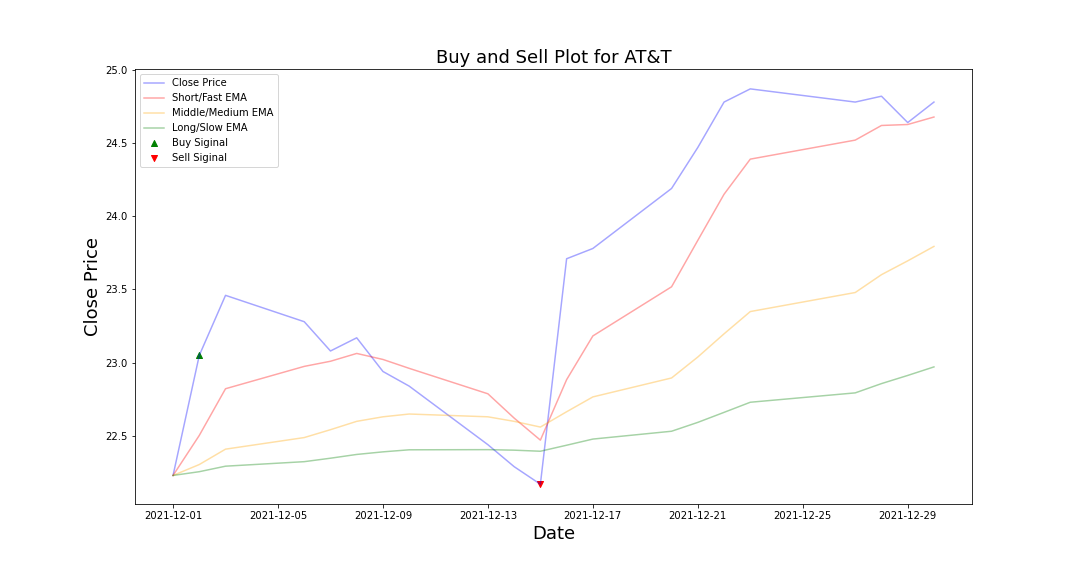 Buy and Sell Plot for AT&T
Close Price
Short/Fast EMA
Middle/Medium EMA
Long/Slow EMA
Buy Siginal
Sell Siginal
25.0
24.5
24.0
23.5
23.0
22.5
Close Price
2021-12-01 2021-12-05 2021-12-09 2021-12-13 2021-12-17 2021-12-21 2021-12-25 2021-12-29
Date